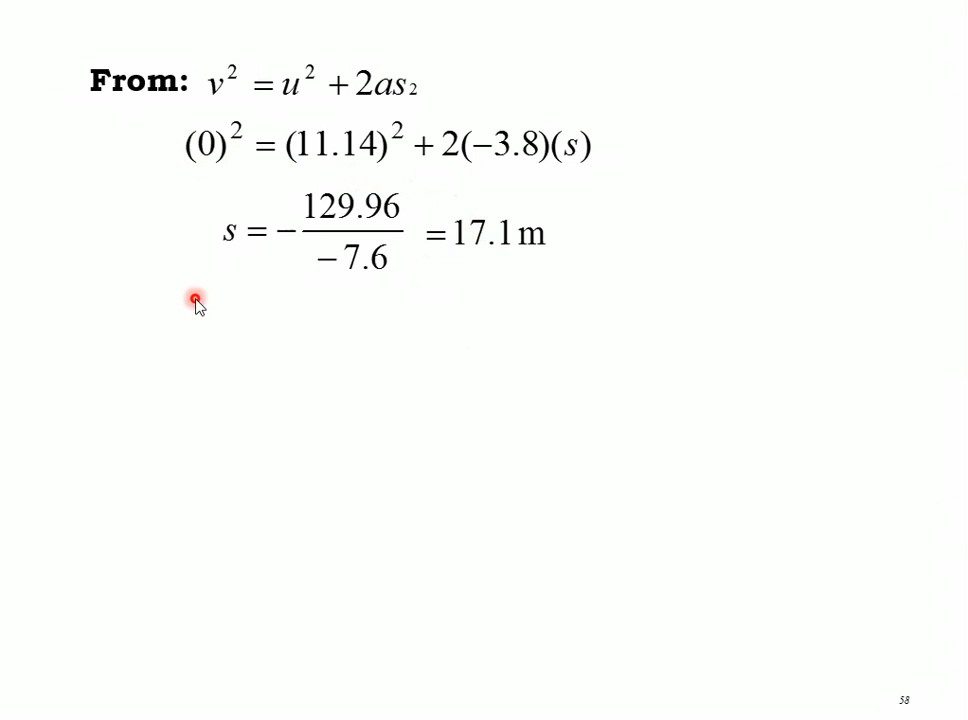 From: v² = u² + 2as₂
(0)² = (11.14)² + 2(−3.8)(s)
s = − 129.96 / − 7.6 = 17.1 m
58